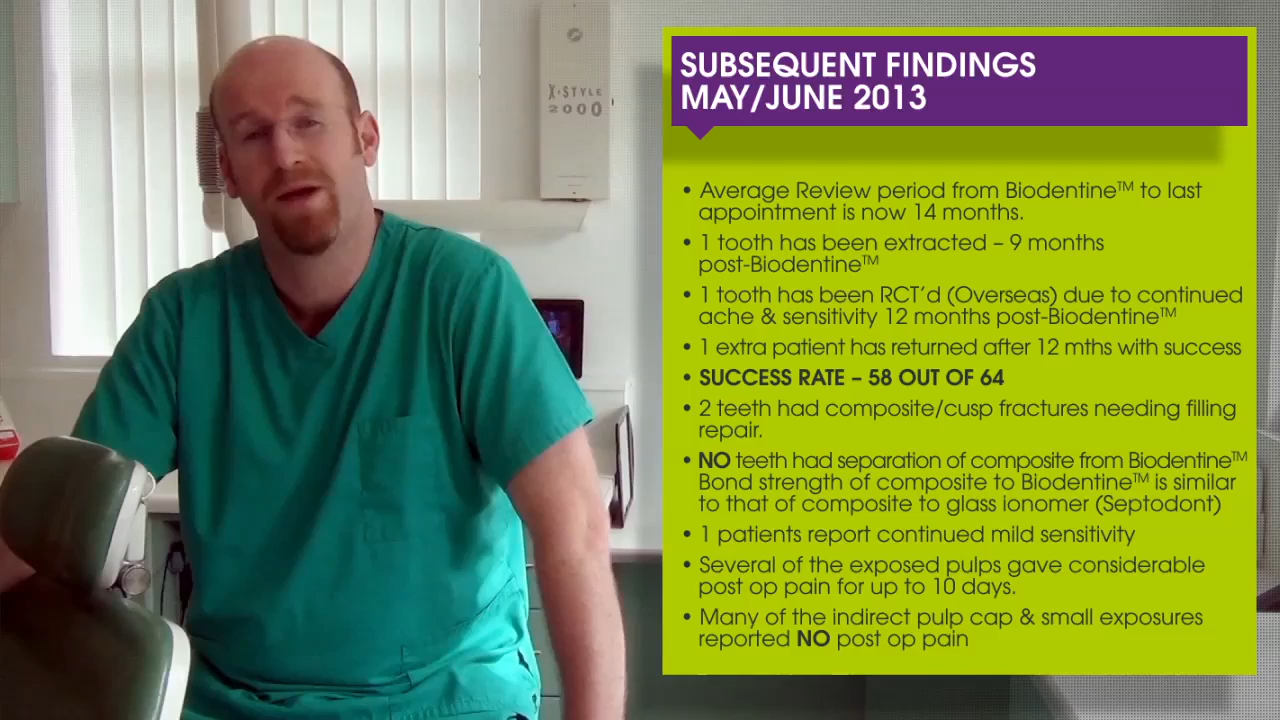 X-STYLE
2000
SUBSEQUENT FINDINGS
MAY/JUNE 2013
• Average Review period from Biodentine™ to last
appointment is now 14 months.
• 1 tooth has been extracted – 9 months
post-Biodentine™
• 1 tooth has been RCT'd (Overseas) due to continued
ache & sensitivity 12 months post-Biodentine™
• 1 extra patient has returned after 12 mths with success
• SUCCESS RATE – 58 OUT OF 64
• 2 teeth had composite/cusp fractures needing filling
repair.
• NO teeth had separation of composite from Biodentine™
Bond strength of composite to Biodentine™ is similar
to that of composite to glass ionomer (Septodont)
• 1 patients report continued mild sensitivity
• Several of the exposed pulps gave considerable
post op pain for up to 10 days.
• Many of the indirect pulp cap & small exposures
reported NO post op pain